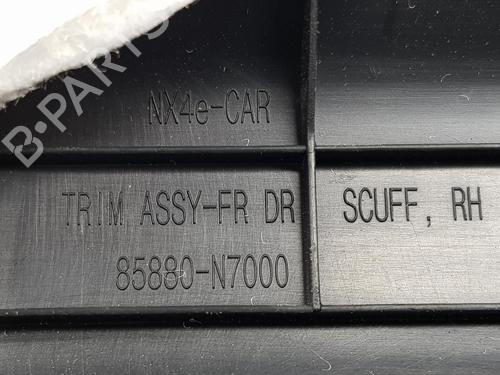 NX4e-CAR
TRIM ASSY-FR DR SCUFF, RH
85880-N7000
B-PARTS